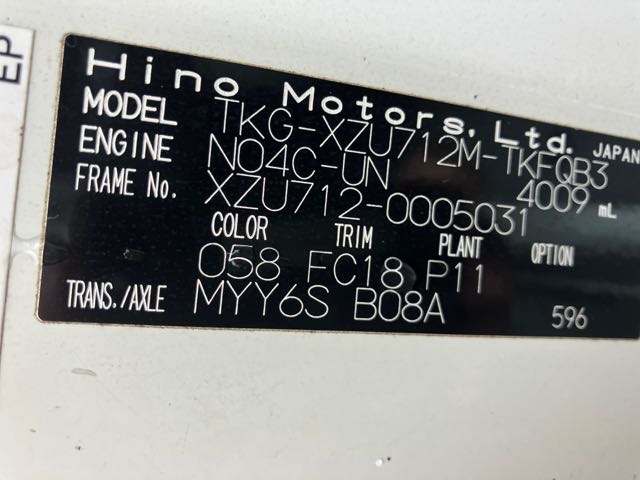 EP
Hino Motors, Ltd. JAPAN
MODEL TKG-XZU712M-TKFQB3
ENGINE N04C-UN 4009 mL
FRAME No. XZU712-0005031
COLOR TRIM PLANT OPTION
058 FC18 P11
TRANS./AXLE MYY6S B08A 596